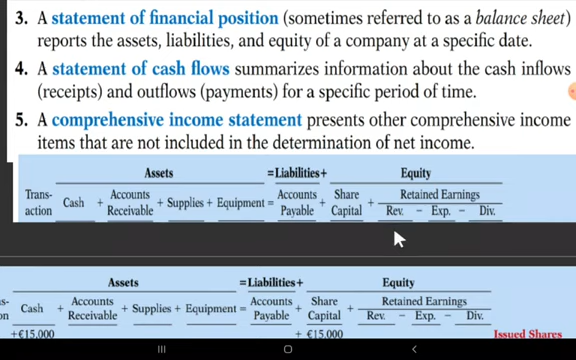 3. A statement of financial position (sometimes referred to as a balance sheet)
reports the assets, liabilities, and equity of a company at a specific date.
4. A statement of cash flows summarizes information about the cash inflows
(receipts) and outflows (payments) for a specific period of time.
5. A comprehensive income statement presents other comprehensive income
items that are not included in the determination of net income.
Assets =Liabilities+ Equity
Trans- Accounts Accounts Share Retained Earnings
action Cash + Receivable + Supplies + Equipment = Payable + Capital + Rev. - Exp. - Div.
Assets =Liabilities+ Equity
s- Accounts Accounts Share Retained Earnings
on Cash + Receivable + Supplies + Equipment = Payable + Capital + Rev. - Exp. - Div.
+€15,000 + €15,000 Issued Shares